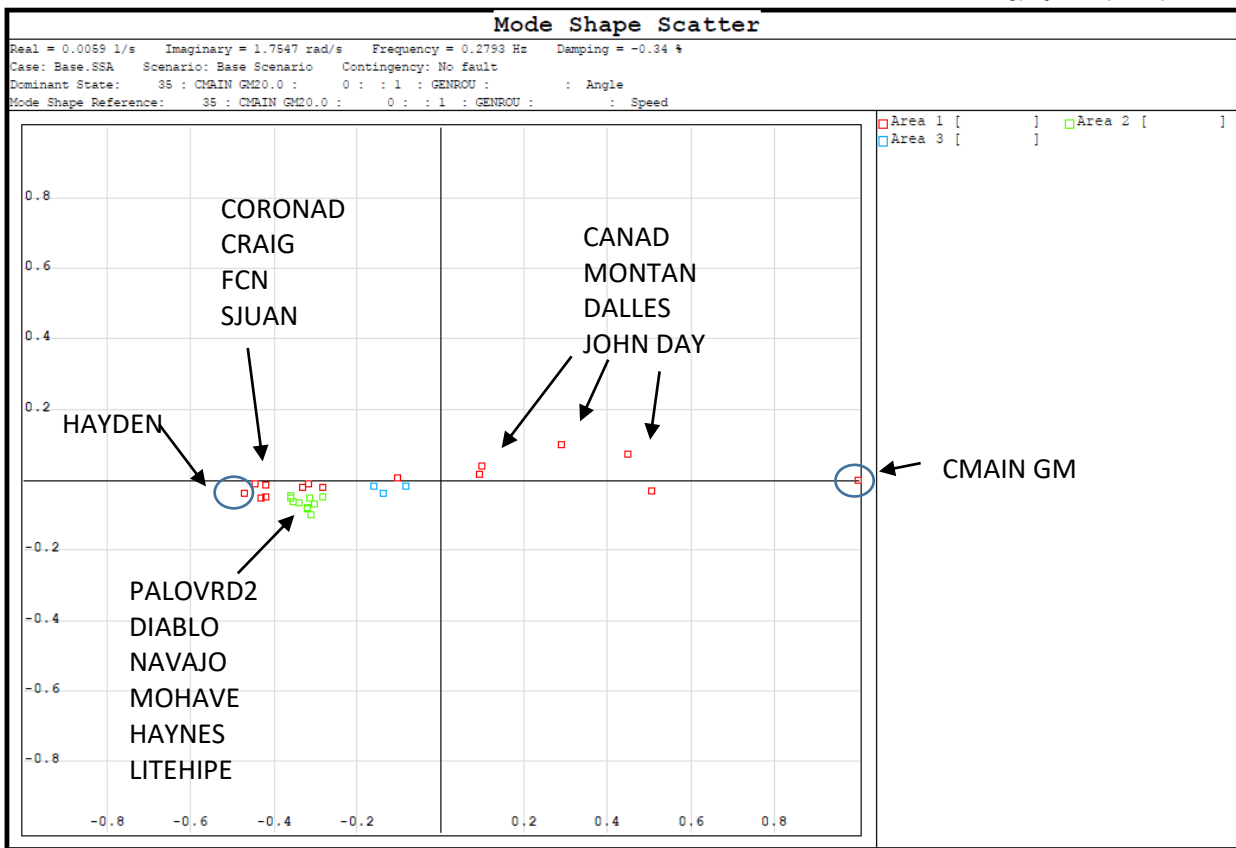 Mode Shape Scatter
Real = 0.0059 1/s    Imaginary = 1.7547 rad/s    Frequency = 0.2793 Hz    Damping = -0.34 %
Case: Base.SSA    Scenario: Base Scenario    Contingency: No fault
Dominant State:    35 : CMAIN GM20.0 :    0 :  : 1  : GENROU :    :  Angle
Mode Shape Reference:    35 : CMAIN GM20.0 :    0 :  : 1  : GENROU :    :  Speed
Area 1 [    ]    Area 2 [    ]
Area 3 [    ]
0.8
0.6
0.4
0.2
-0.2
-0.4
-0.6
-0.8
CORONAD
CRAIG
FCN
SJUAN
CANAD
MONTAN
DALLES
JOHN DAY
HAYDEN
CMAIN GM
PALOVRD2
DIABLO
NAVAJO
MOHAVE
HAYNES
LITEHIPE
-0.8    -0.6    -0.4    -0.2    0.2    0.4    0.6    0.8